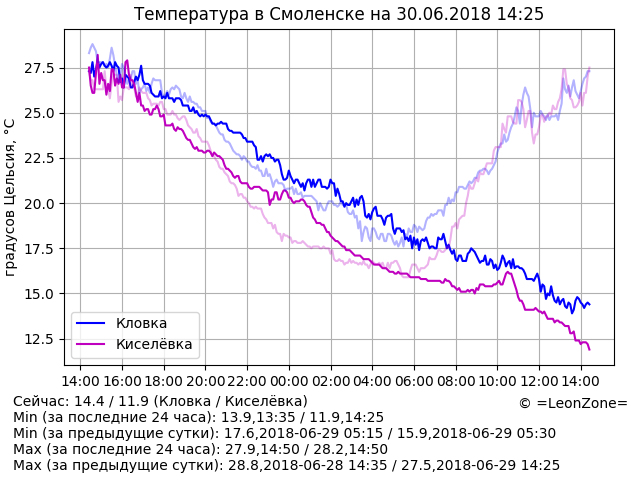 Температура в Смоленске на 30.06.2018 14:25
градусов Цельсия, °C
27.5
25.0
22.5
20.0
17.5
15.0
12.5
Кловка
Киселёвка
14:00 16:00 18:00 20:00 22:00 00:00 02:00 04:00 06:00 08:00 10:00 12:00 14:00
Сейчас: 14.4 / 11.9 (Кловка / Киселёвка)
© =LeonZone=
Min (за последние 24 часа): 13.9,13:35 / 11.9,14:25
Min (за предыдущие сутки): 17.6,2018-06-29 05:15 / 15.9,2018-06-29 05:30
Max (за последние 24 часа): 27.9,14:50 / 28.2,14:50
Max (за предыдущие сутки): 28.8,2018-06-28 14:35 / 27.5,2018-06-29 14:25